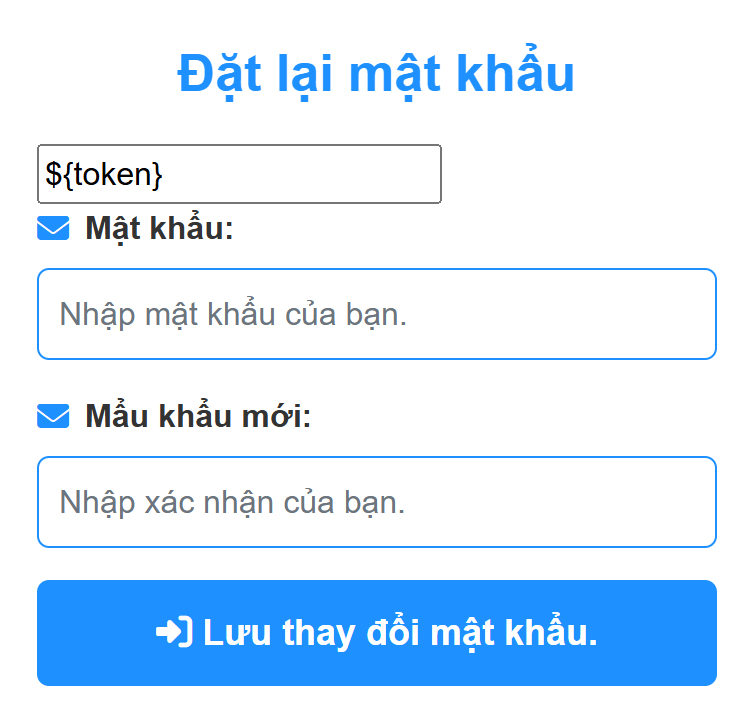 Đặt lại mật khẩu
${token}
Mật khẩu:
Nhập mật khẩu của bạn.
Mẩu khẩu mới:
Nhập xác nhận của bạn.
Lưu thay đổi mật khẩu.